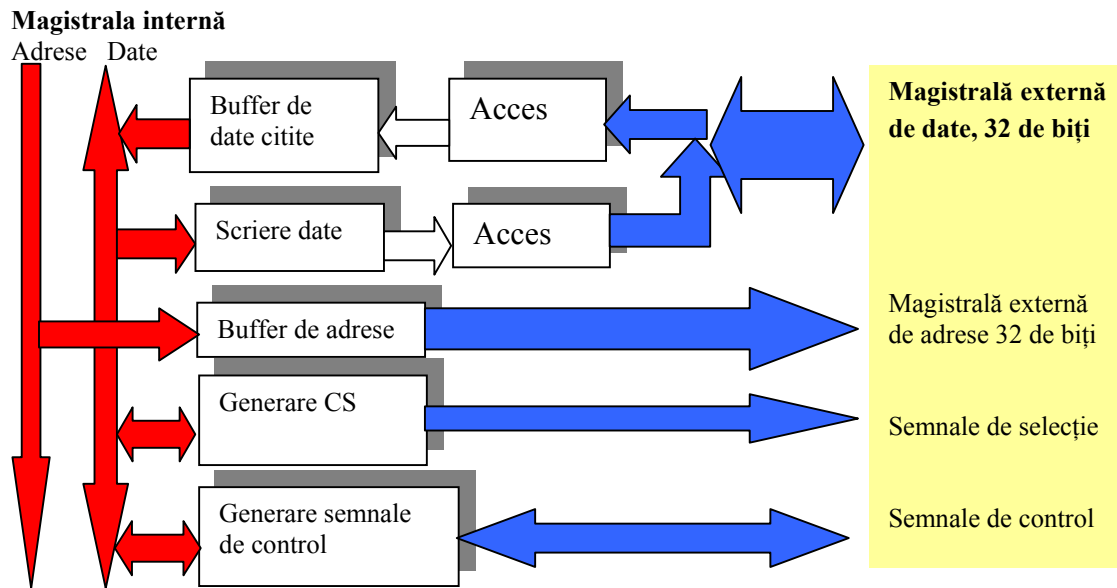 Magistrala internă
Adrese Date
Buffer de
date citite
Acces
Magistrală externă
de date, 32 de biți
Scriere date
Acces
Buffer de adrese
Magistrală externă
de adrese 32 de biți
Generare CS
Semnale de selecție
Generare semnale
de control
Semnale de control